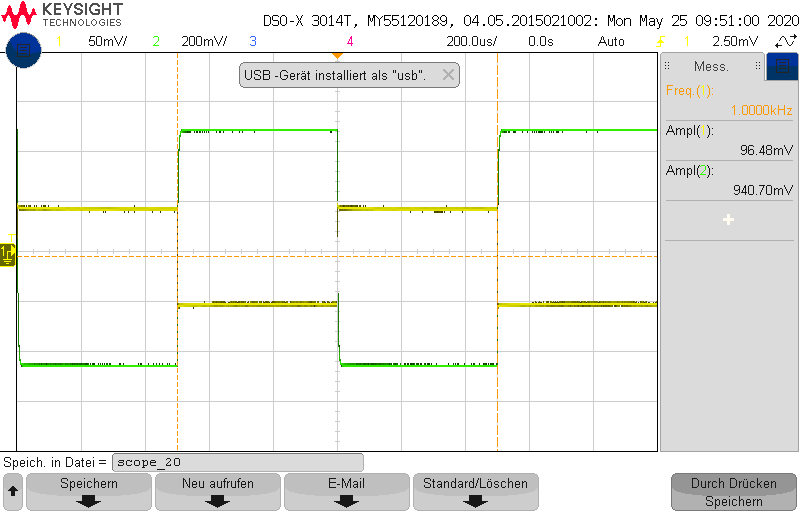 KEYSIGHT
TECHNOLOGIES
DSO-X 3014T, MY55120189, 04.05.2015021002: Mon May 25 09:51:00 2020
1 50mV/ 2 200mV/ 3 4 200.0us/ 0.0s Auto 1 2.50mV
USB -Gerät installiert als "usb".
Mess.
Freq.(1):
1.0000kHz
Ampl(1):
96.48mV
Ampl(2):
940.70mV
Speich. in Datei = scope_20
Speichern
Neu aufrufen
E-Mail
Standard/Löschen
Durch Drücken
Speichern